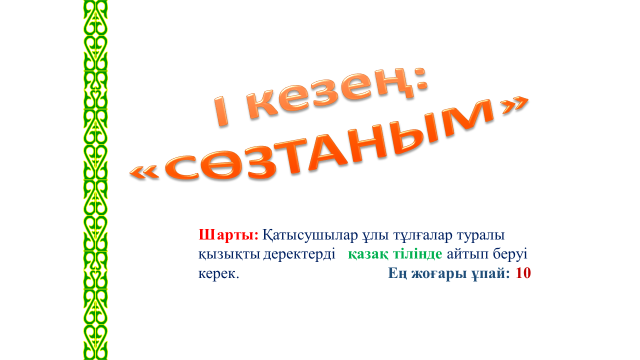 І кезең:
«СӨЗТАНЫМ»
Шарты: Қатысушылар ұлы тұлғалар туралы
қызықты деректерді қазақ тілінде айтып беруі
керек. Ең жоғары ұпай: 10